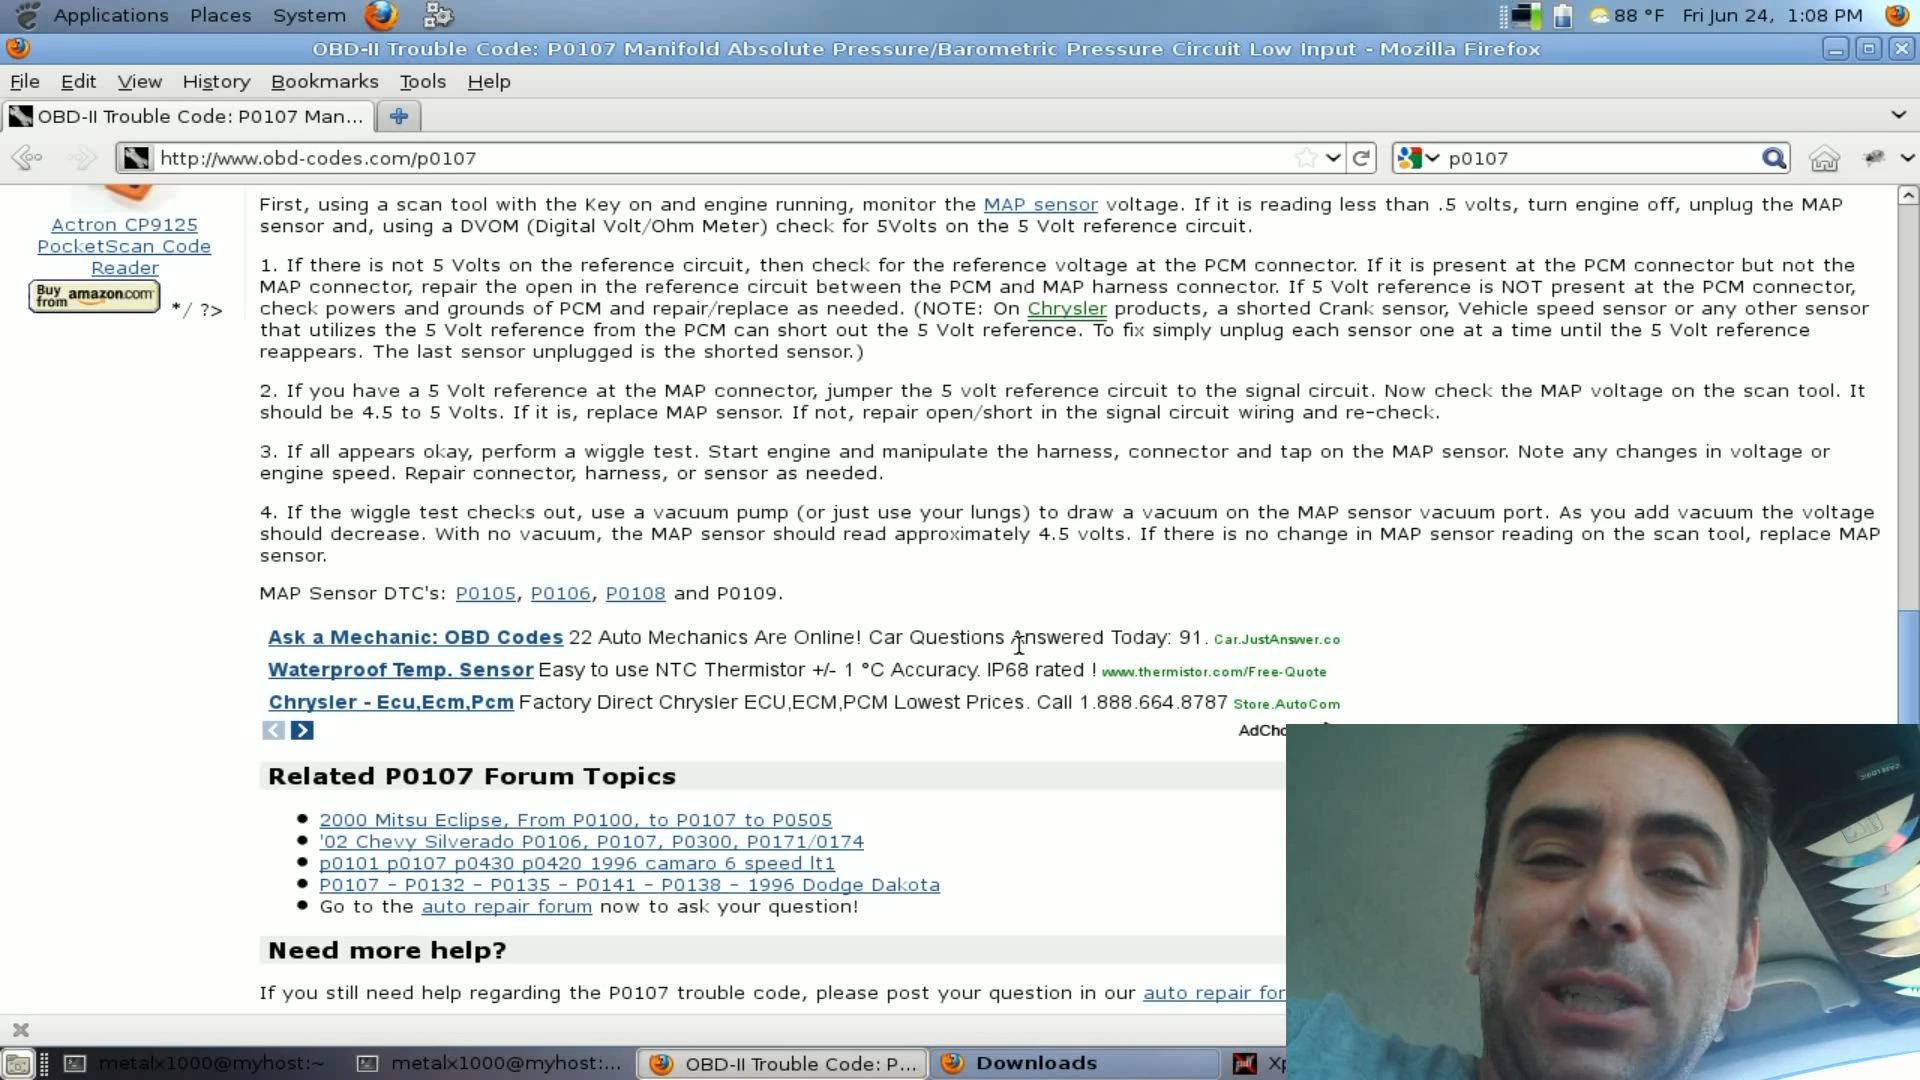 Applications Places System
88 °F Fri Jun 24, 1:08 PM
OBD-II Trouble Code: P0107 Manifold Absolute Pressure/Barometric Pressure Circuit Low Input - Mozilla Firefox
File Edit View History Bookmarks Tools Help
OBD-II Trouble Code: P0107 Man...
http://www.obd-codes.com/p0107
p0107
Actron CP9125
PocketScan Code
Reader
Buy from amazon.com
*/ ?>
First, using a scan tool with the Key on and engine running, monitor the MAP sensor voltage. If it is reading less than .5 volts, turn engine off, unplug the MAP
sensor and, using a DVOM (Digital Volt/Ohm Meter) check for 5Volts on the 5 Volt reference circuit.
1. If there is not 5 Volts on the reference circuit, then check for the reference voltage at the PCM connector. If it is present at the PCM connector but not the
MAP connector, repair the open in the reference circuit between the PCM and MAP harness connector. If 5 Volt reference is NOT present at the PCM connector,
check powers and grounds of PCM and repair/replace as needed. (NOTE: On Chrysler products, a shorted Crank sensor, Vehicle speed sensor or any other sensor
that utilizes the 5 Volt reference from the PCM can short out the 5 Volt reference. To fix simply unplug each sensor one at a time until the 5 Volt reference
reappears. The last sensor unplugged is the shorted sensor.)
2. If you have a 5 Volt reference at the MAP connector, jumper the 5 volt reference circuit to the signal circuit. Now check the MAP voltage on the scan tool. It
should be 4.5 to 5 Volts. If it is, replace MAP sensor. If not, repair open/short in the signal circuit wiring and re-check.
3. If all appears okay, perform a wiggle test. Start engine and manipulate the harness, connector and tap on the MAP sensor. Note any changes in voltage or
engine speed. Repair connector, harness, or sensor as needed.
4. If the wiggle test checks out, use a vacuum pump (or just use your lungs) to draw a vacuum on the MAP sensor vacuum port. As you add vacuum the voltage
should decrease. With no vacuum, the MAP sensor should read approximately 4.5 volts. If there is no change in MAP sensor reading on the scan tool, replace MAP
sensor.
MAP Sensor DTC's: P0105, P0106, P0108 and P0109.
Ask a Mechanic: OBD Codes 22 Auto Mechanics Are Online! Car Questions Answered Today: 91. Car.JustAnswer.co
Waterproof Temp. Sensor Easy to use NTC Thermistor +/- 1 °C Accuracy. IP68 rated ! www.thermistor.com/Free-Quote
Chrysler - Ecu,Ecm,Pcm Factory Direct Chrysler ECU,ECM,PCM Lowest Prices. Call 1.888.664.8787 Store.AutoCom
AdCho
Related P0107 Forum Topics
2000 Mitsu Eclipse, From P0100, to P0107 to P0505
'02 Chevy Silverado P0106, P0107, P0300, P0171/0174
p0101 p0107 p0430 p0420 1996 camaro 6 speed lt1
P0107 - P0132 - P0135 - P0141 - P0138 - 1996 Dodge Dakota
Go to the auto repair forum now to ask your question!
Need more help?
If you still need help regarding the P0107 trouble code, please post your question in our auto repair for
metalx1000@myhost:~ metalx1000@myhost:... OBD-II Trouble Code: P... Downloads Xp